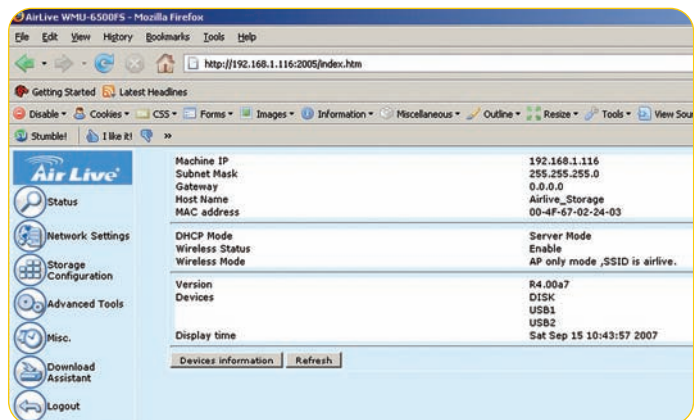 AirLive WMU-6500FS - Mozilla Firefox
File Edit View History Bookmarks Tools Help
http://192.168.1.116:2005/index.htm
Getting Started Latest Headlines
Disable Cookies CSS Forms Images Information Miscellaneous Outline Resize Tools View Sou
Stumble! I like it! »
Air Live
Status
Network Settings
Storage Configuration
Advanced Tools
Misc.
Download Assistant
Logout
Machine IP 192.168.1.116
Subnet Mask 255.255.255.0
Gateway 0.0.0.0
Host Name Airlive_Storage
MAC address 00-4F-67-02-24-03
DHCP Mode Server Mode
Wireless Status Enable
Wireless Mode AP only mode ,SSID is airlive.
Version R4.00a7
Devices DISK
USB1
USB2
Display time Sat Sep 15 10:43:57 2007
Devices information Refresh